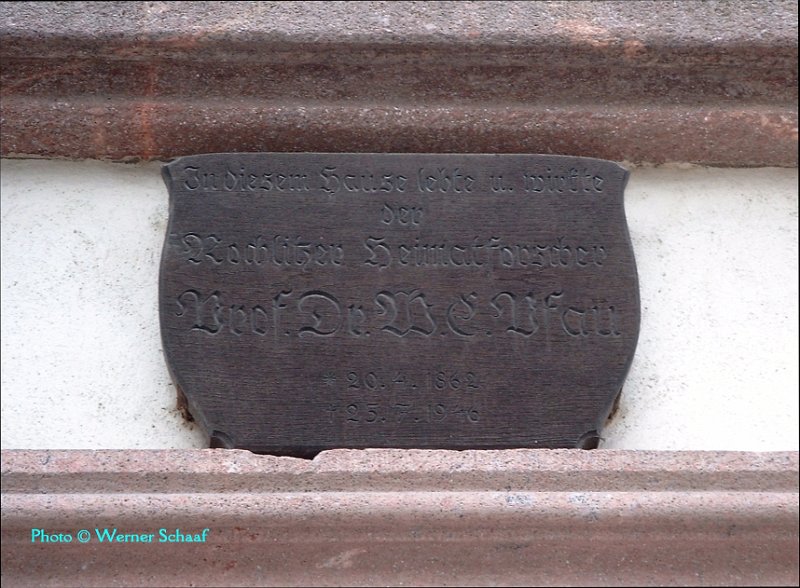 In diesem Hause lebte u. wirkte
der
Rochlitzer Heimatforscher
Prof. Dr. W. C. Pfau
* 20. 4. 1862
† 25. 7. 1946
Photo © Werner Schaaf